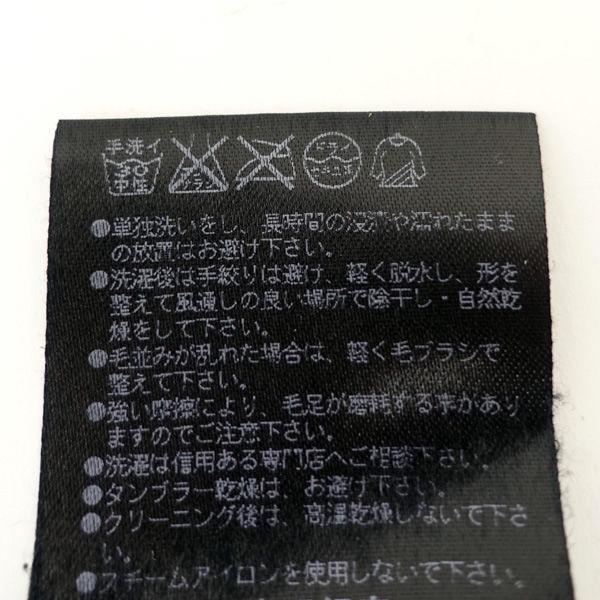 手洗イ
30
中性
エンソサラシ
ドライ
セキユ系
●単独洗いをし、長時間の浸漬や濡れたまま
の放置はお避け下さい。
●洗濯後は手絞りは避け、軽く脱水し、形を
整えて風通しの良い場所で陰干し・自然乾
燥をして下さい。
●毛並みが乱れた場合は、軽く毛ブラシで
整えて下さい。
●強い摩擦により、毛足が磨耗する事があり
ますのでご注意下さい。
●洗濯は信用ある専門店へご相談下さい。
●タンブラー乾燥は、お避け下さい。
●クリーニング後は、高温乾燥しないで下さ
い。
●スチームアイロンを使用しないで下さい。